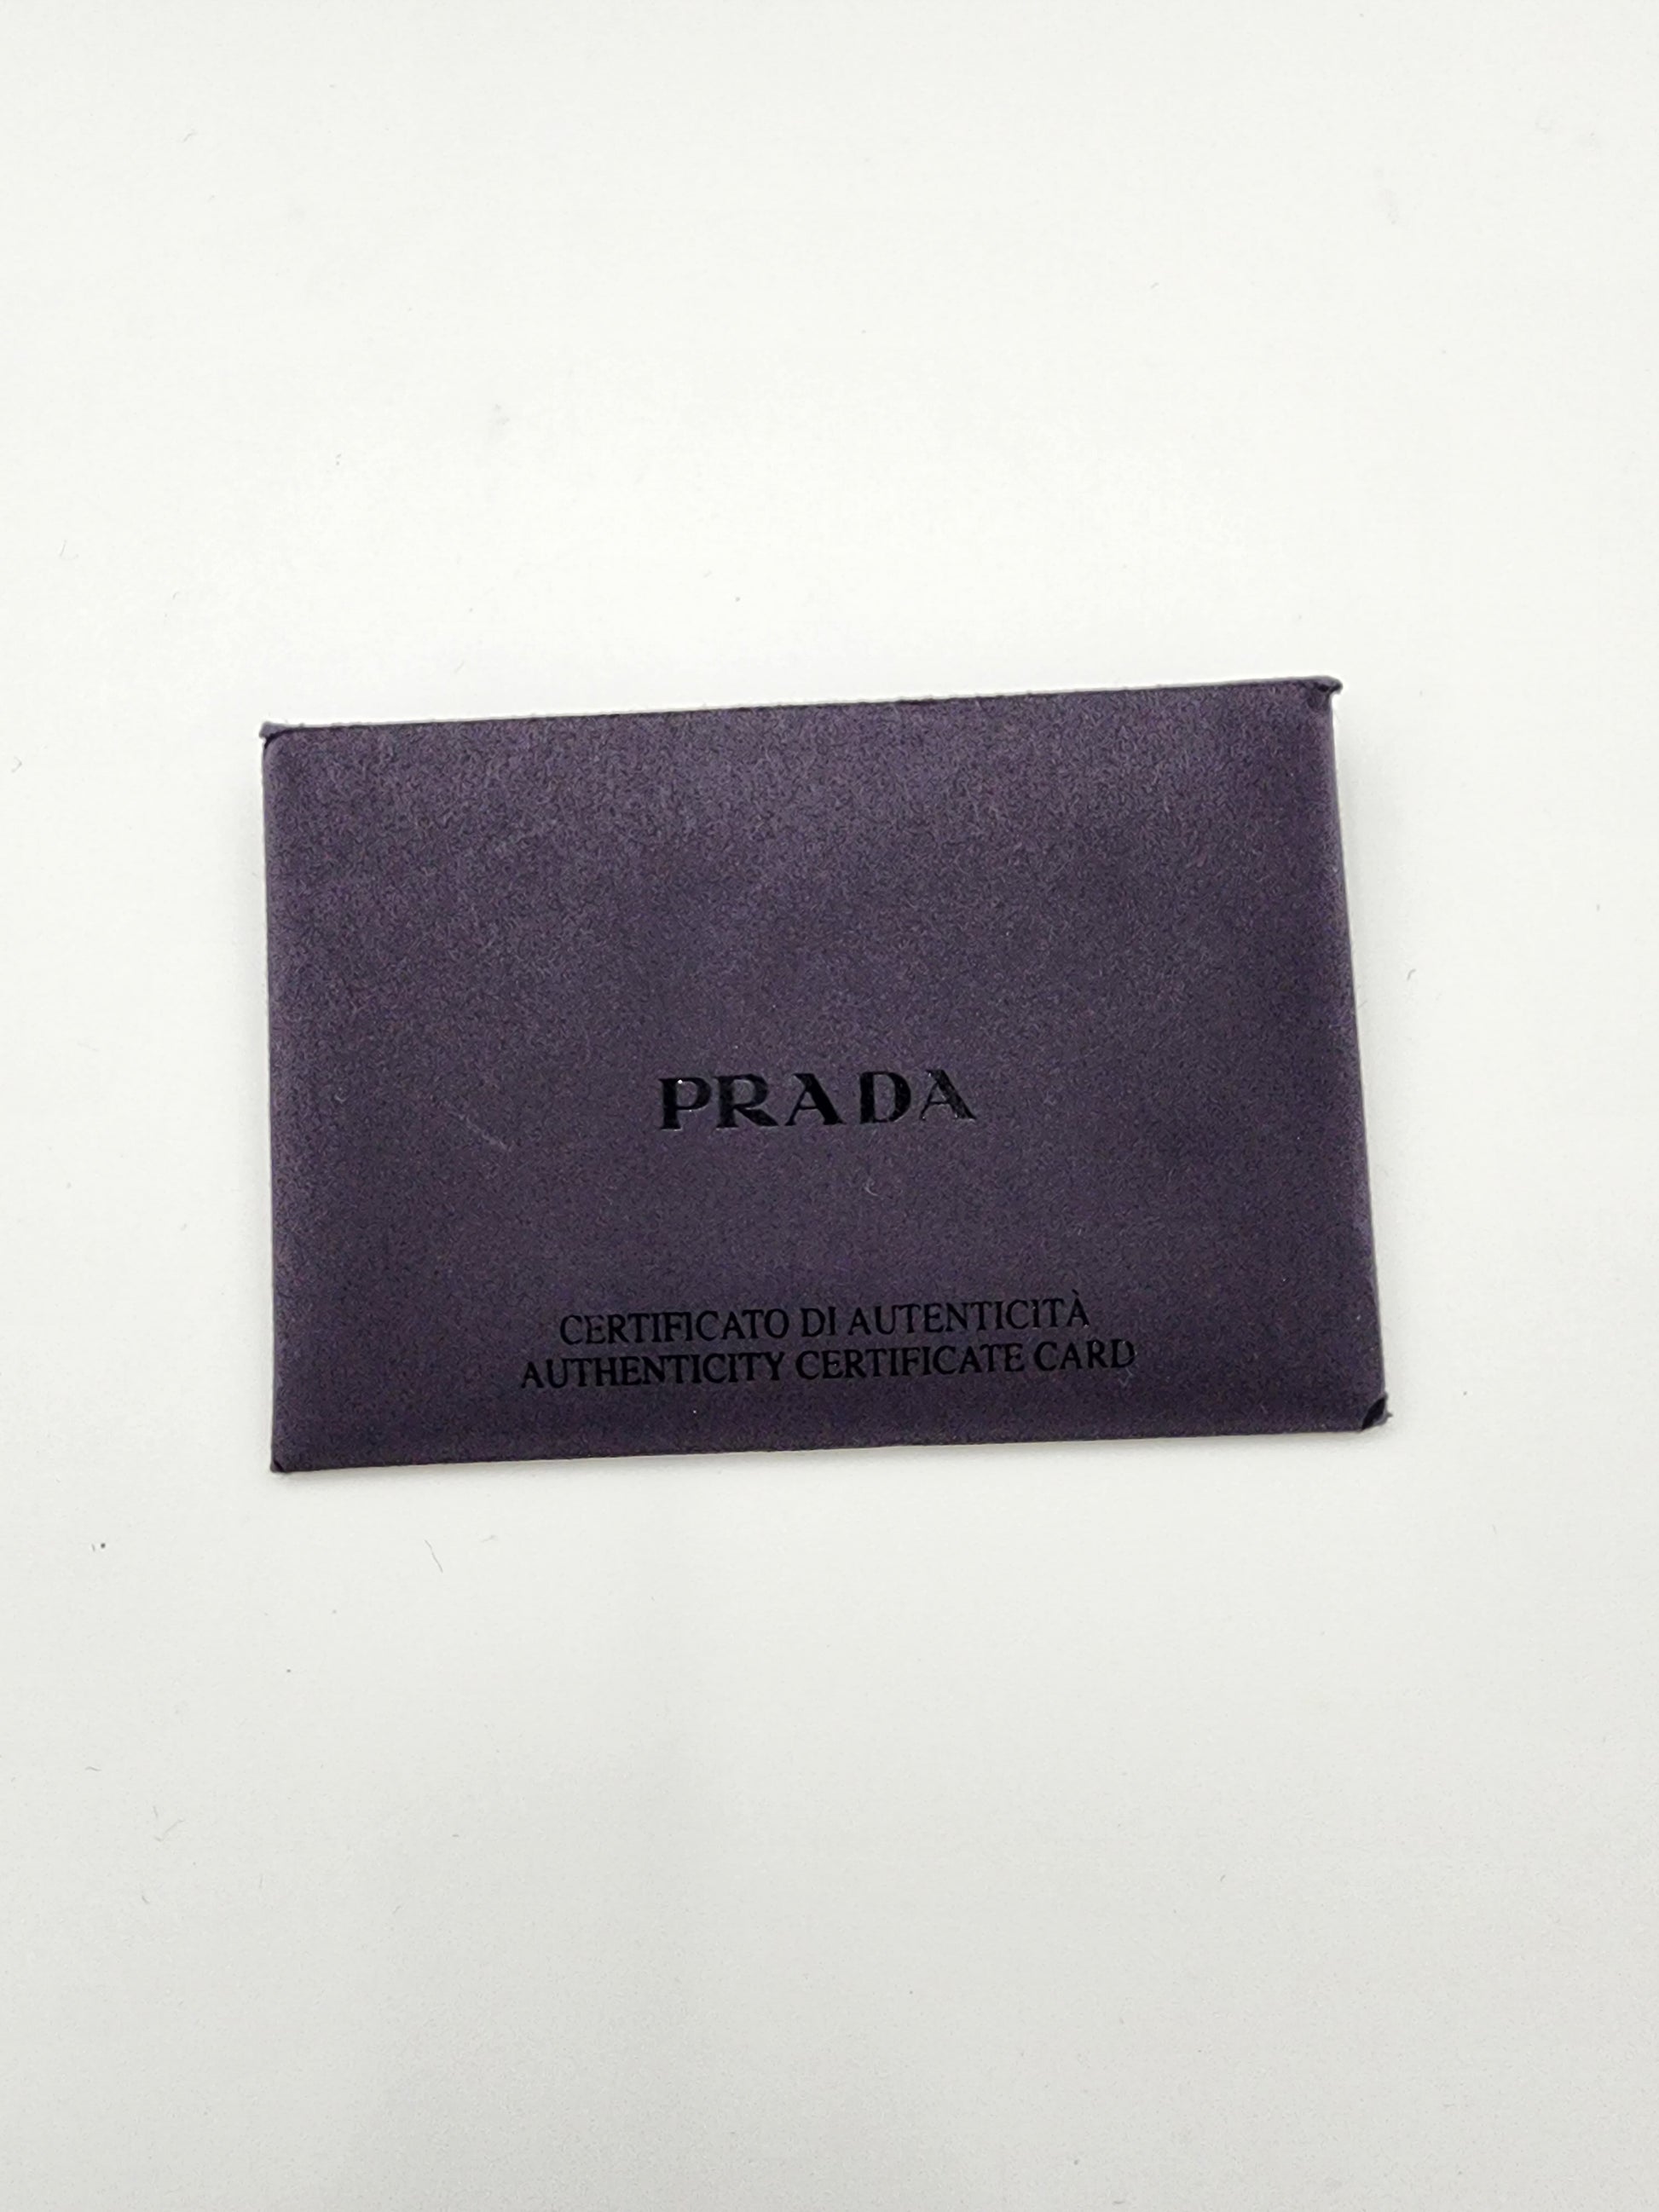 PRADA
CERTIFICATO DI AUTENTICITÀ
AUTHENTICITY CERTIFICATE CARD